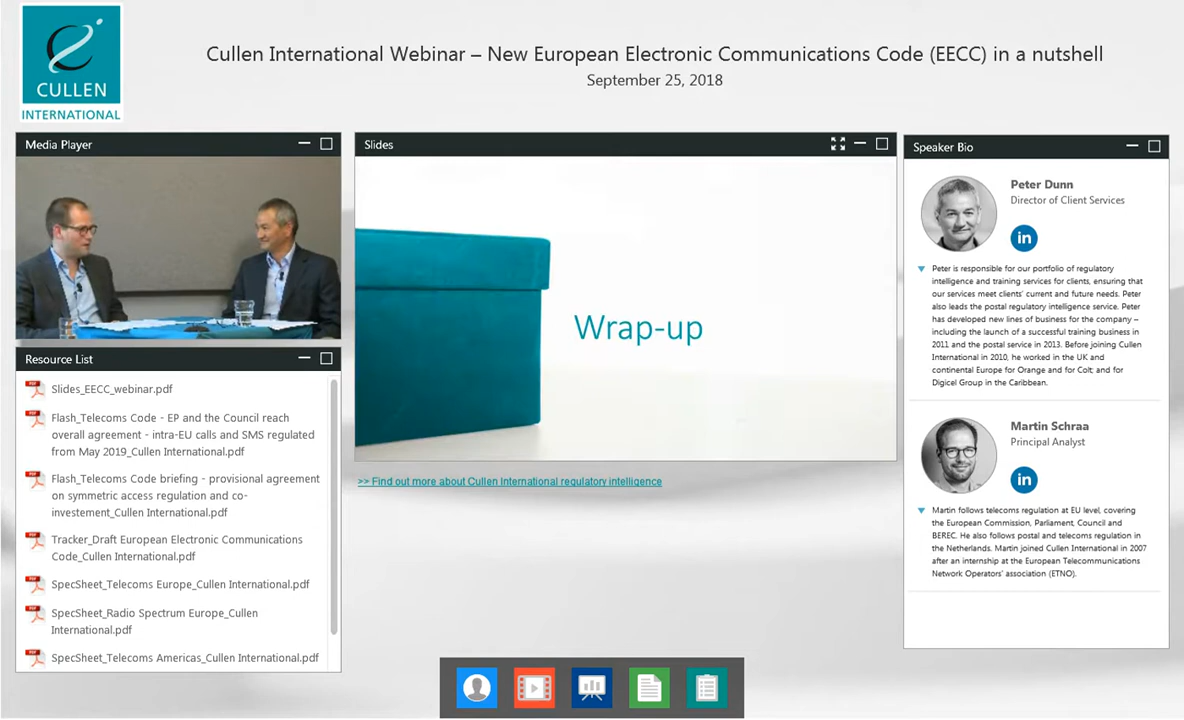 CULLEN
INTERNATIONAL
Cullen International Webinar – New European Electronic Communications Code (EECC) in a nutshell
September 25, 2018
Media Player
Resource List
Slides_EECC_webinar.pdf
Flash_Telecoms Code - EP and the Council reach
overall agreement - intra-EU calls and SMS regulated
from May 2019_Cullen International.pdf
Flash_Telecoms Code briefing - provisional agreement
on symmetric access regulation and co-
investement_Cullen International.pdf
Tracker_Draft European Electronic Communications
Code_Cullen International.pdf
SpecSheet_Telecoms Europe_Cullen International.pdf
SpecSheet_Radio Spectrum Europe_Cullen
International.pdf
SpecSheet_Telecoms Americas_Cullen International.pdf
Slides
Wrap-up
>> Find out more about Cullen International regulatory intelligence
Speaker Bio
Peter Dunn
Director of Client Services
in
Peter is responsible for our portfolio of regulatory
intelligence and training services for clients, ensuring that
our services meet clients' current and future needs. Peter
also leads the postal regulatory intelligence service. Peter
has developed new lines of business for the company –
including the launch of a successful training business in
2011 and the postal service in 2013. Before joining Cullen
International in 2010, he worked in the UK and
continental Europe for Orange and for Colt; and for
Digicel Group in the Caribbean.
Martin Schraa
Principal Analyst
in
Martin follows telecoms regulation at EU level, covering
the European Commission, Parliament, Council and
BEREC. He also follows postal and telecoms regulation in
the Netherlands. Martin joined Cullen International in 2007
after an internship at the European Telecommunications
Network Operators' association (ETNO).